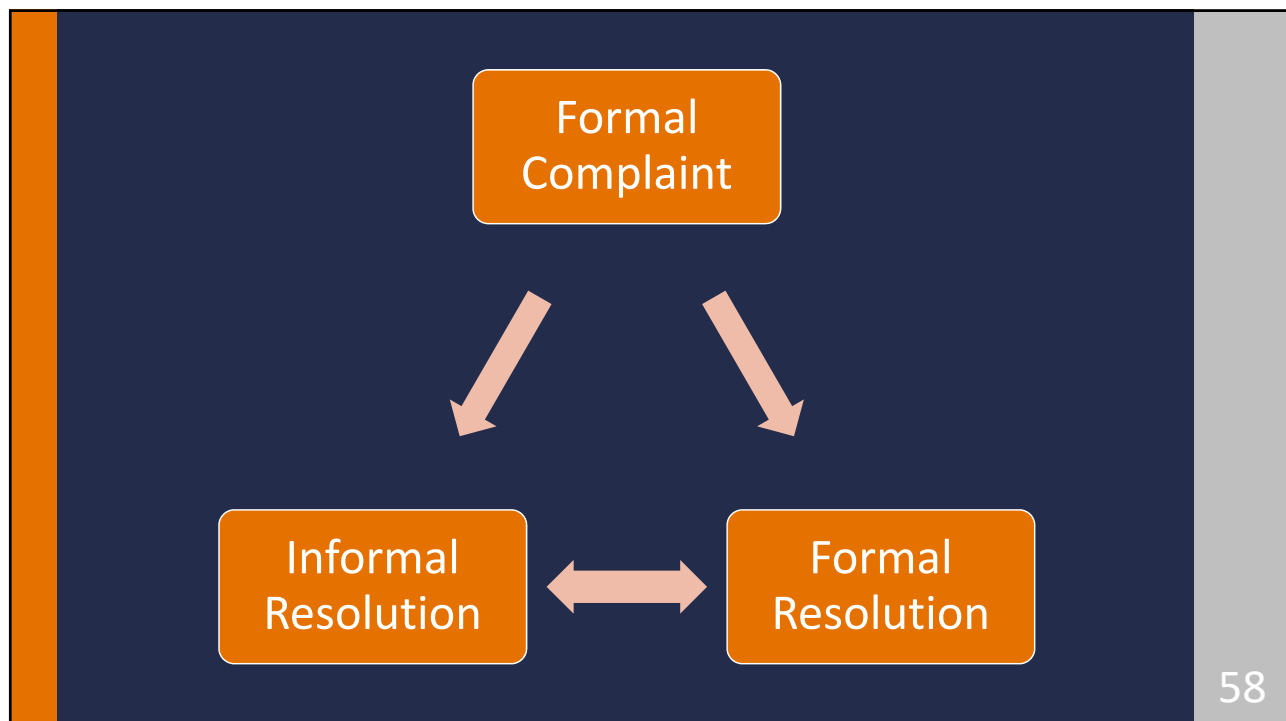 Formal
Complaint
Informal
Resolution
Formal
Resolution
58